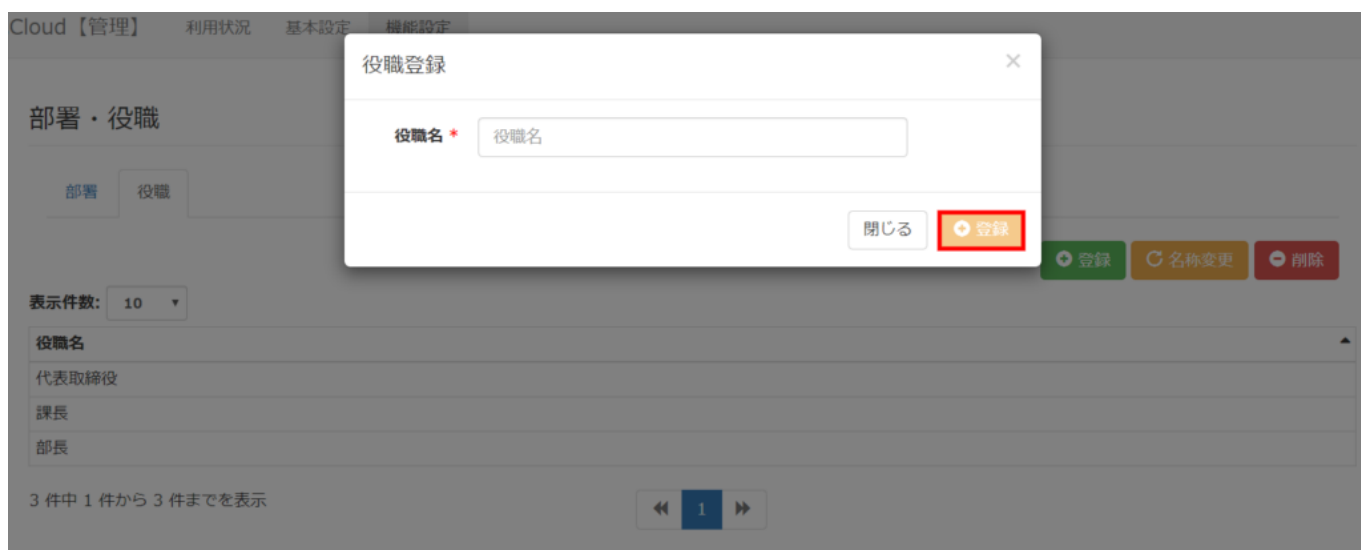 Cloud【管理】 利用状況 基本設定 機能設定
役職登録 ×
部署・役職
役職名 * 役職名
部署 役職
閉じる 登録
登録 名称変更 削除
表示件数: 10
役職名
代表取締役
課長
部長
3 件中 1 件から 3 件までを表示
1